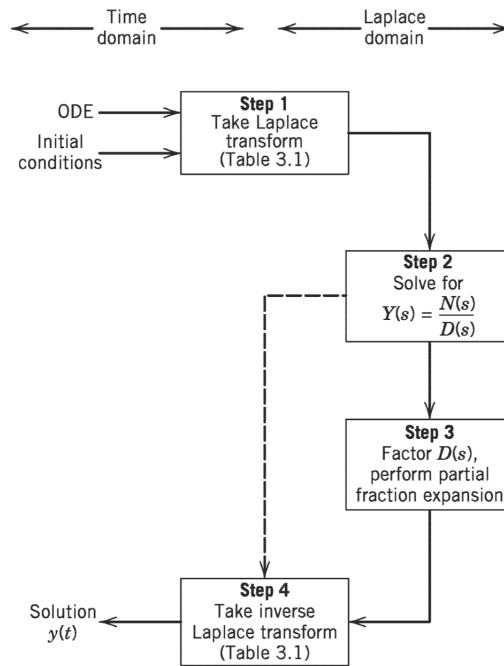 Time
domain
Laplace
domain
ODE
Initial
conditions
Step 1
Take Laplace
transform
(Table 3.1)
Step 2
Solve for
Y(s) = N(s)/D(s)
Step 3
Factor D(s),
perform partial
fraction expansion
Step 4
Take inverse
Laplace transform
(Table 3.1)
Solution
y(t)